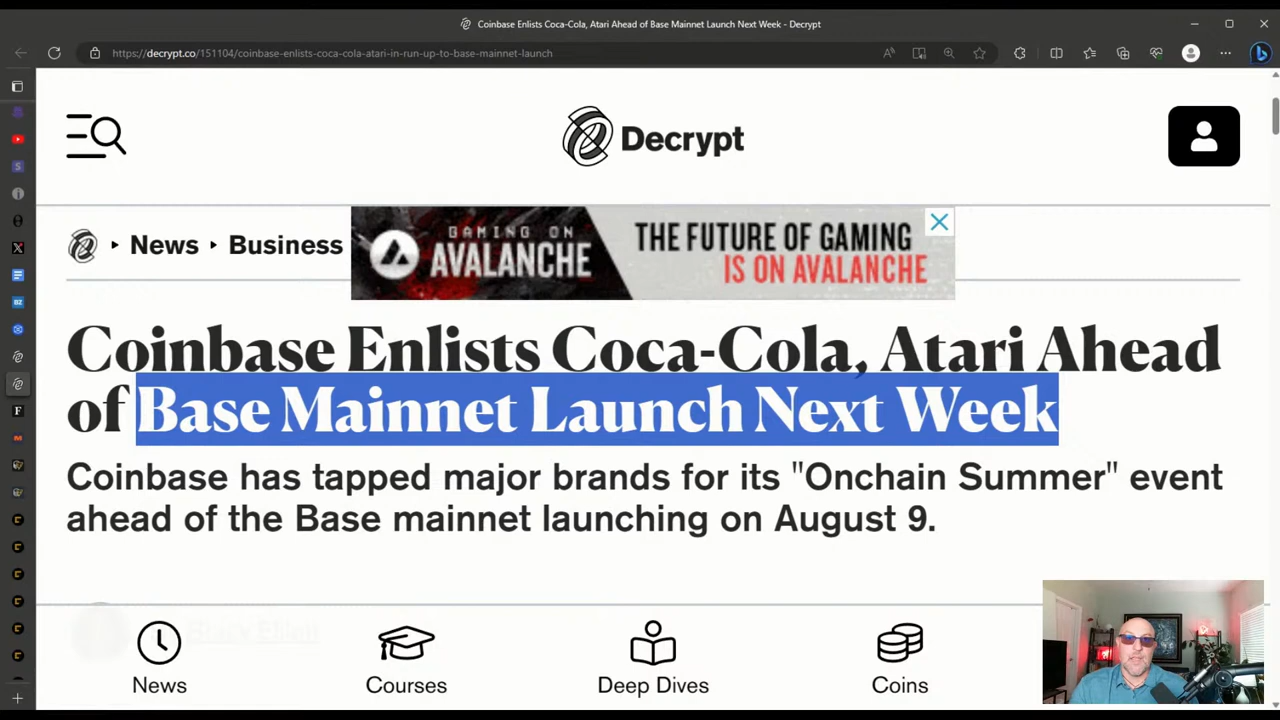 Coinbase Enlists Coca-Cola, Atari Ahead of Base Mainnet Launch Next Week - Decrypt
https://decrypt.co/151104/coinbase-enlists-coca-cola-atari-in-run-up-to-base-mainnet-launch
Decrypt
News
Business
GAMING ON
AVALANCHE
THE FUTURE OF GAMING
IS ON AVALANCHE
Coinbase Enlists Coca-Cola, Atari Ahead
of Base Mainnet Launch Next Week
Coinbase has tapped major brands for its "Onchain Summer" event
ahead of the Base mainnet launching on August 9.
News
Courses
Deep Dives
Coins